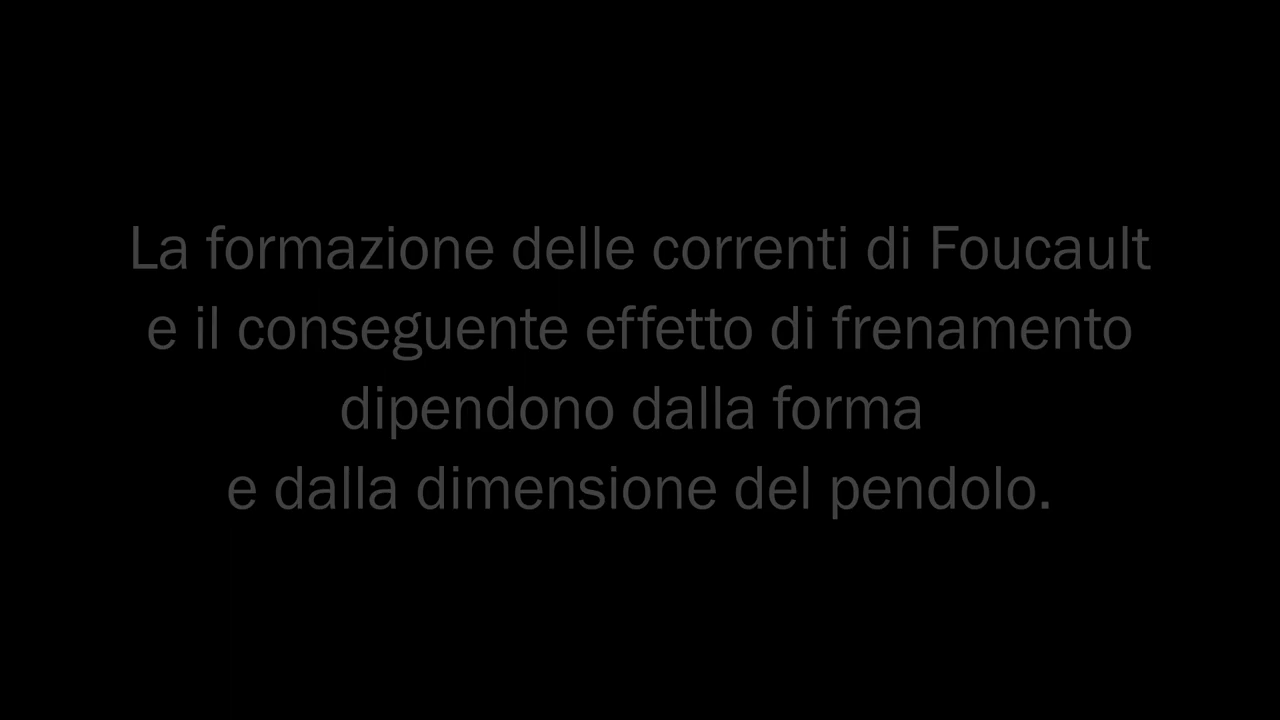 La formazione delle correnti di Foucault
e il conseguente effetto di frenamento
dipendono dalla forma
e dalla dimensione del pendolo.